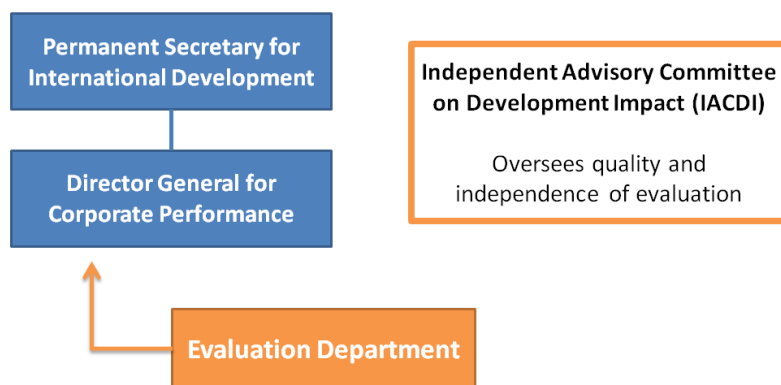 Permanent Secretary for
International Development
Director General for
Corporate Performance
Evaluation Department
Independent Advisory Committee
on Development Impact (IACDI)
Oversees quality and
independence of evaluation